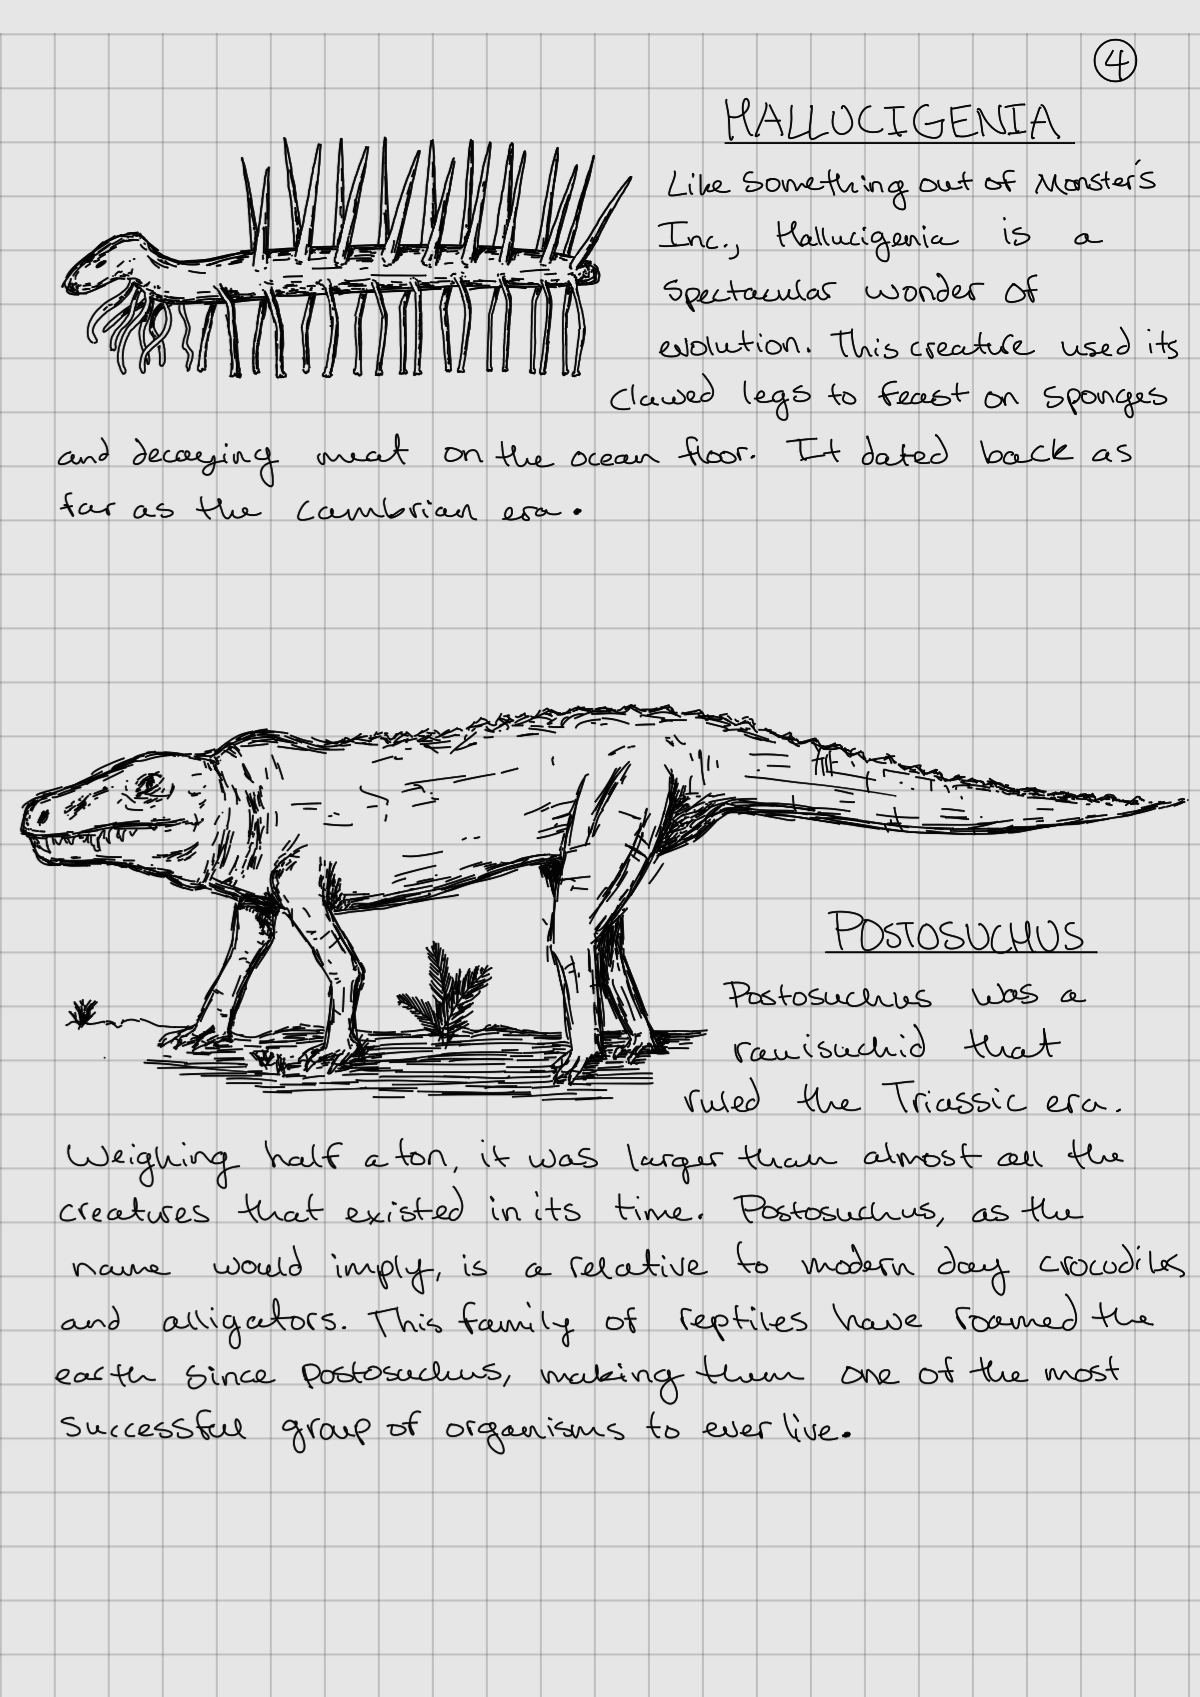 4
HALLUCIGENIA
Like something out of Monster's
Inc., Hallucigenia is a
spectacular wonder of
evolution. This creature used its
clawed legs to feast on sponges
and decaying meat on the ocean floor. It dated back as
far as the Cambrian era.
POSTOSUCHUS
Postosuchus was a
rauisuchid that
ruled the Triassic era.
Weighing half a ton, it was larger than almost all the
creatures that existed in its time. Postosuchus, as the
name would imply, is a relative to modern day crocodiles
and alligators. This family of reptiles have roamed the
earth since Postosuchus, making them one of the most
successful group of organisms to ever live.